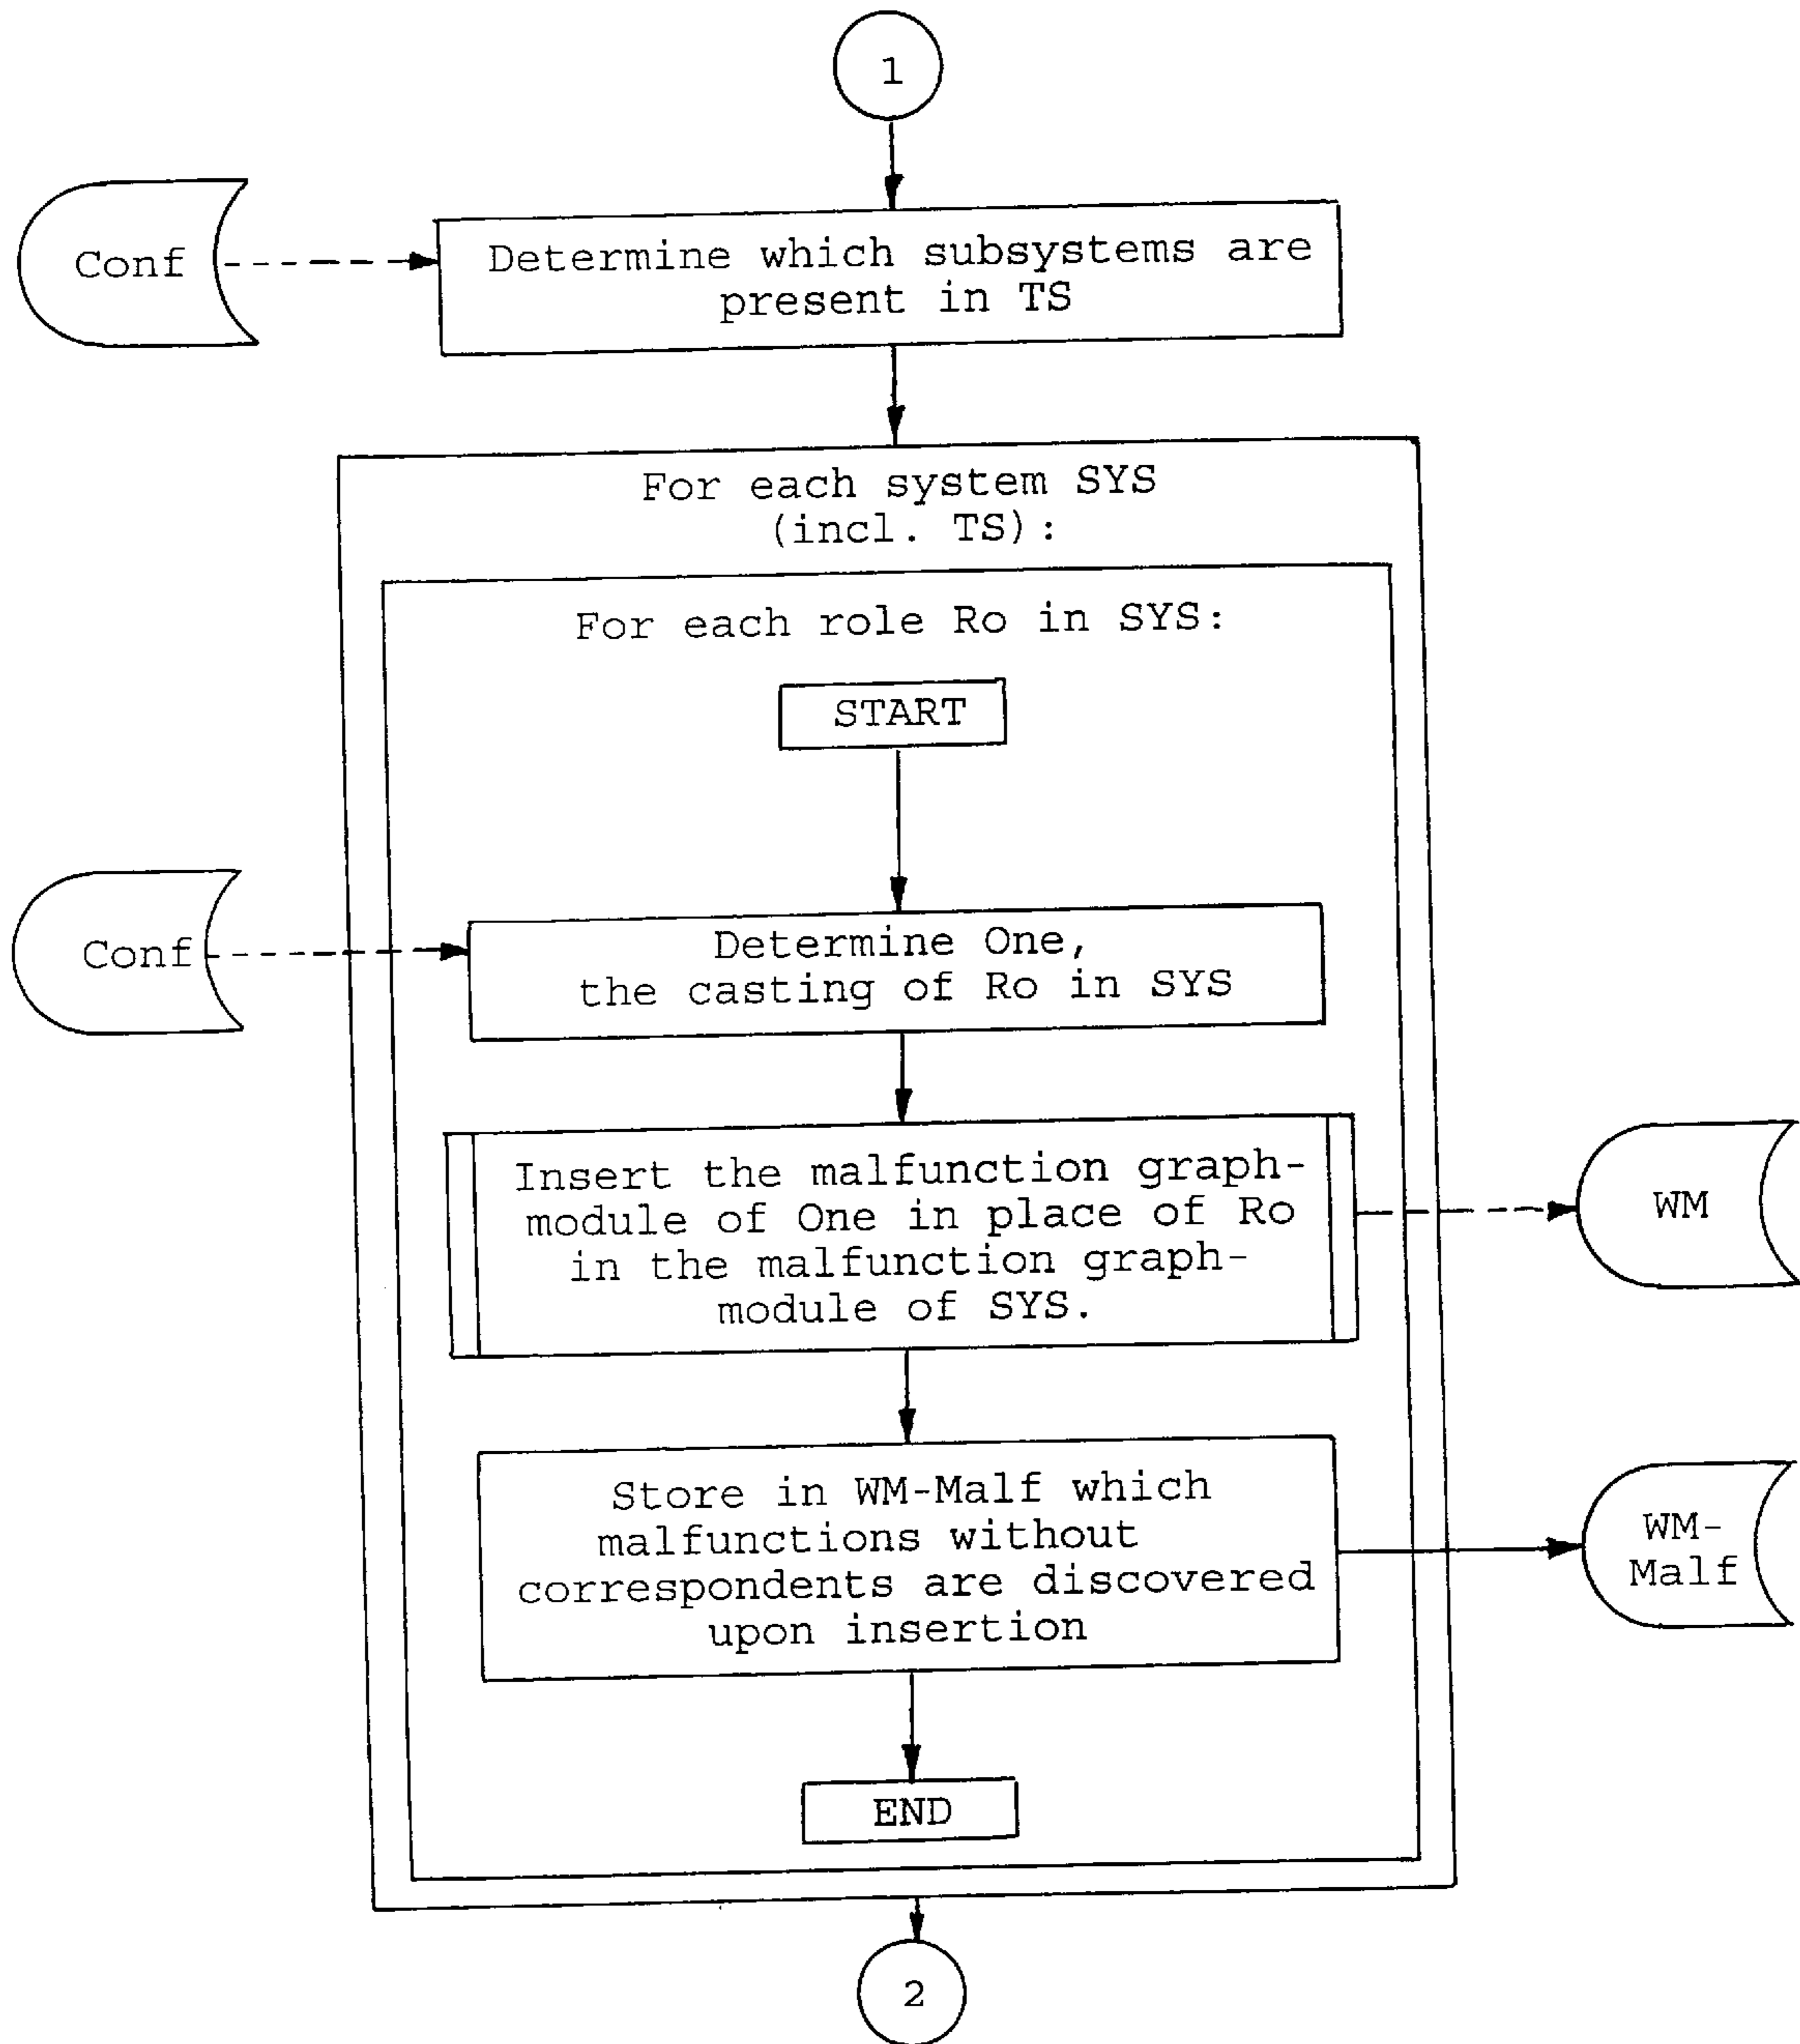 1
Conf
Determine which subsystems are
present in TS
For each system SYS
(incl. TS):
For each role Ro in SYS:
START
Conf
Determine One,
the casting of Ro in SYS
Insert the malfunction graph-
module of One in place of Ro
in the malfunction graph-
module of SYS.
WM
Store in WM-Malf which
malfunctions without
correspondents are discovered
upon insertion
WM-
Malf
END
2